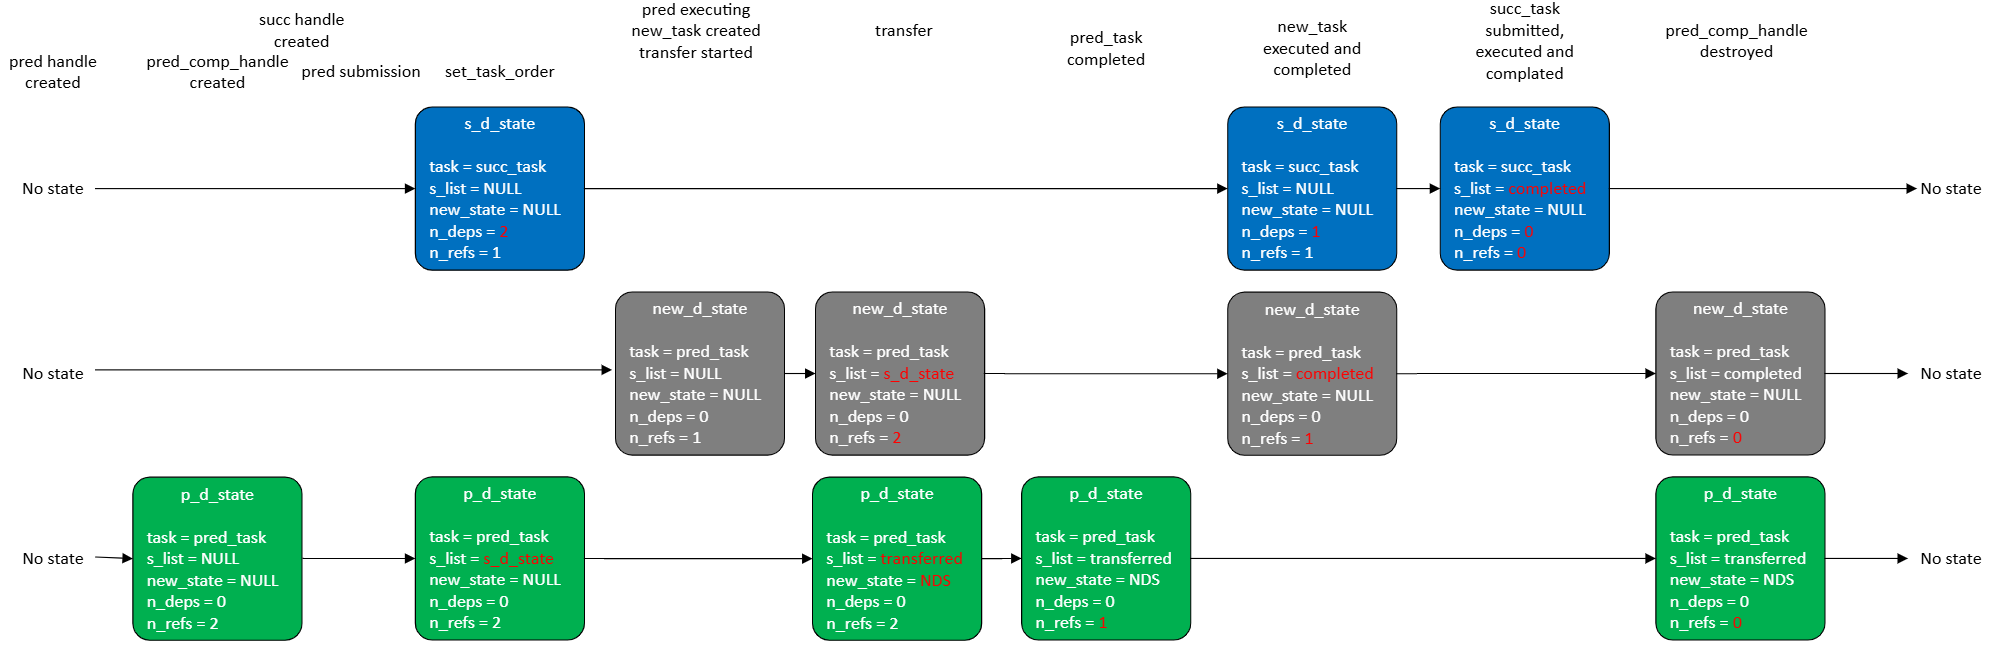 pred handle
created
pred_comp_handle
created
succ handle
created
pred submission
set_task_order
pred executing
new_task created
transfer started
transfer
pred_task
completed
new_task
executed and
completed
succ_task
submitted,
executed and
complated
pred_comp_handle
destroyed
No state
s_d_state
task = succ_task
s_list = NULL
new_state = NULL
n_deps = 2
n_refs = 1
s_d_state
task = succ_task
s_list = NULL
new_state = NULL
n_deps = 1
n_refs = 1
s_d_state
task = succ_task
s_list = completed
new_state = NULL
n_deps = 0
n_refs = 0
No state
No state
new_d_state
task = pred_task
s_list = NULL
new_state = NULL
n_deps = 0
n_refs = 1
new_d_state
task = pred_task
s_list = s_d_state
new_state = NULL
n_deps = 0
n_refs = 2
new_d_state
task = pred_task
s_list = completed
new_state = NULL
n_deps = 0
n_refs = 1
new_d_state
task = pred_task
s_list = completed
new_state = NULL
n_deps = 0
n_refs = 0
No state
No state
p_d_state
task = pred_task
s_list = NULL
new_state = NULL
n_deps = 0
n_refs = 2
p_d_state
task = pred_task
s_list = s_d_state
new_state = NULL
n_deps = 0
n_refs = 2
p_d_state
task = pred_task
s_list = transferred
new_state = NDS
n_deps = 0
n_refs = 2
p_d_state
task = pred_task
s_list = transferred
new_state = NDS
n_deps = 0
n_refs = 1
p_d_state
task = pred_task
s_list = transferred
new_state = NDS
n_deps = 0
n_refs = 0
No state